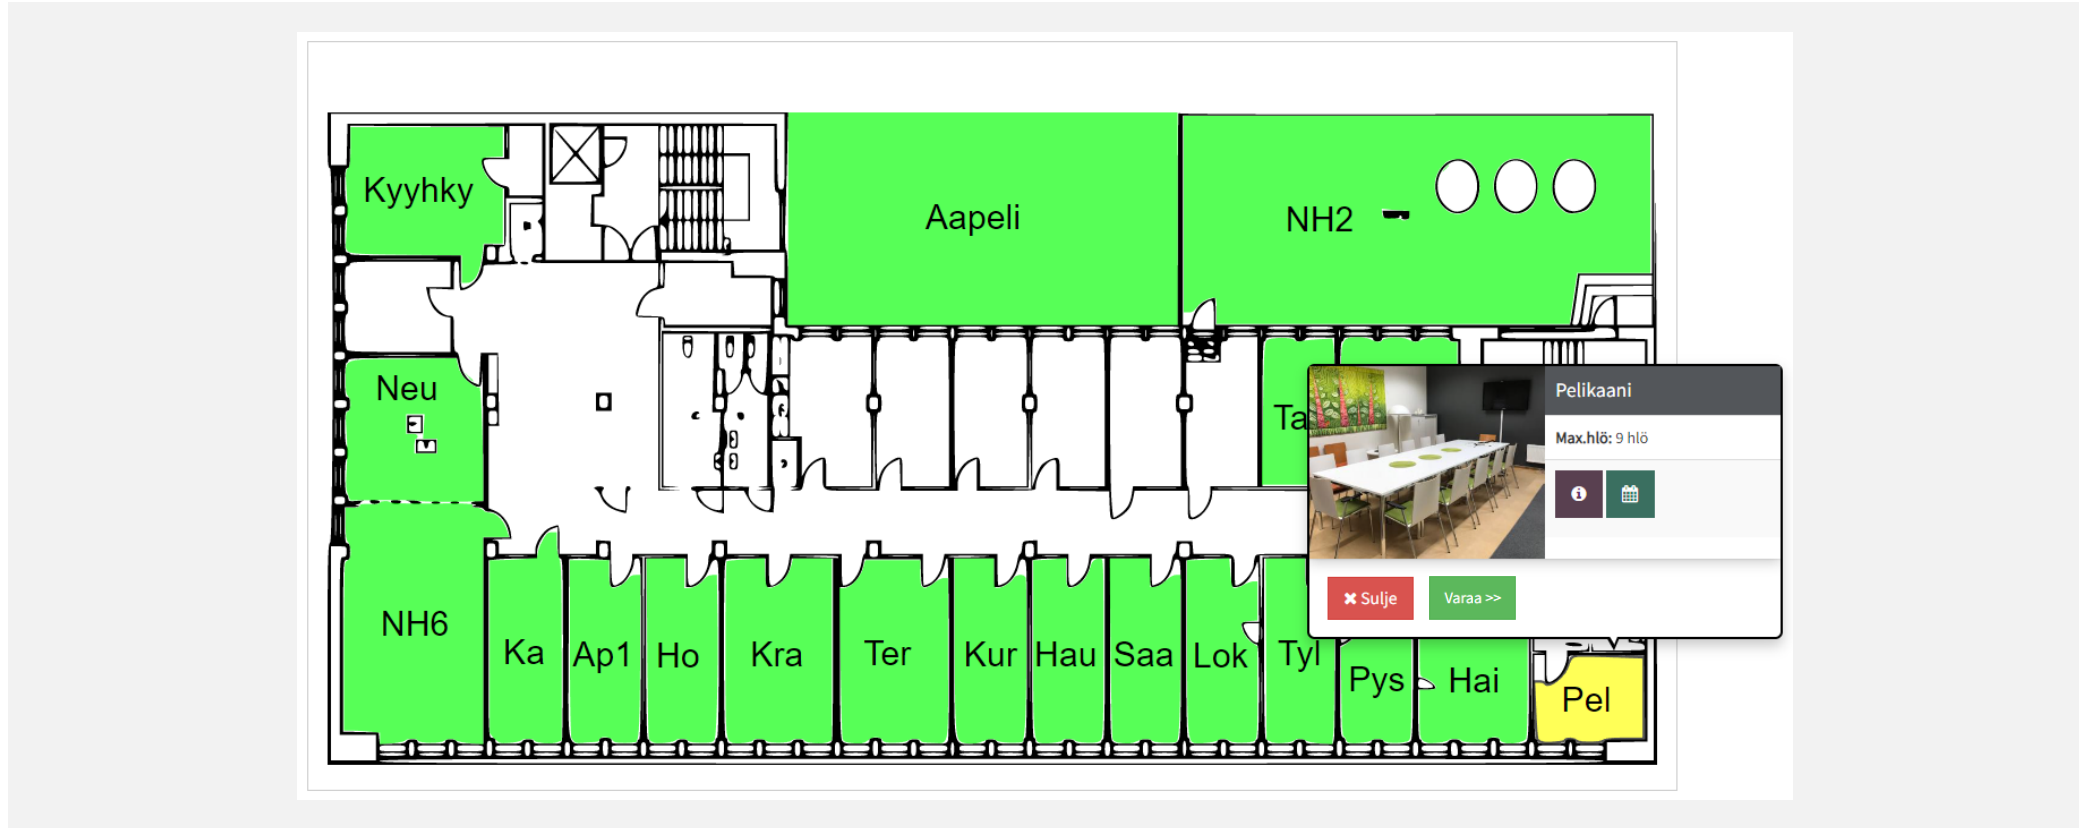 Kyyhky
Aapeli
NH2
Neu
Ta
Pelikaani
Max.hlö: 9 hlö
Sulje
Varaa >>
NH6
Ka
Ap1
Ho
Kra
Ter
Kur
Hau
Saa
Lok
Tyl
Pys
Hai
Pel